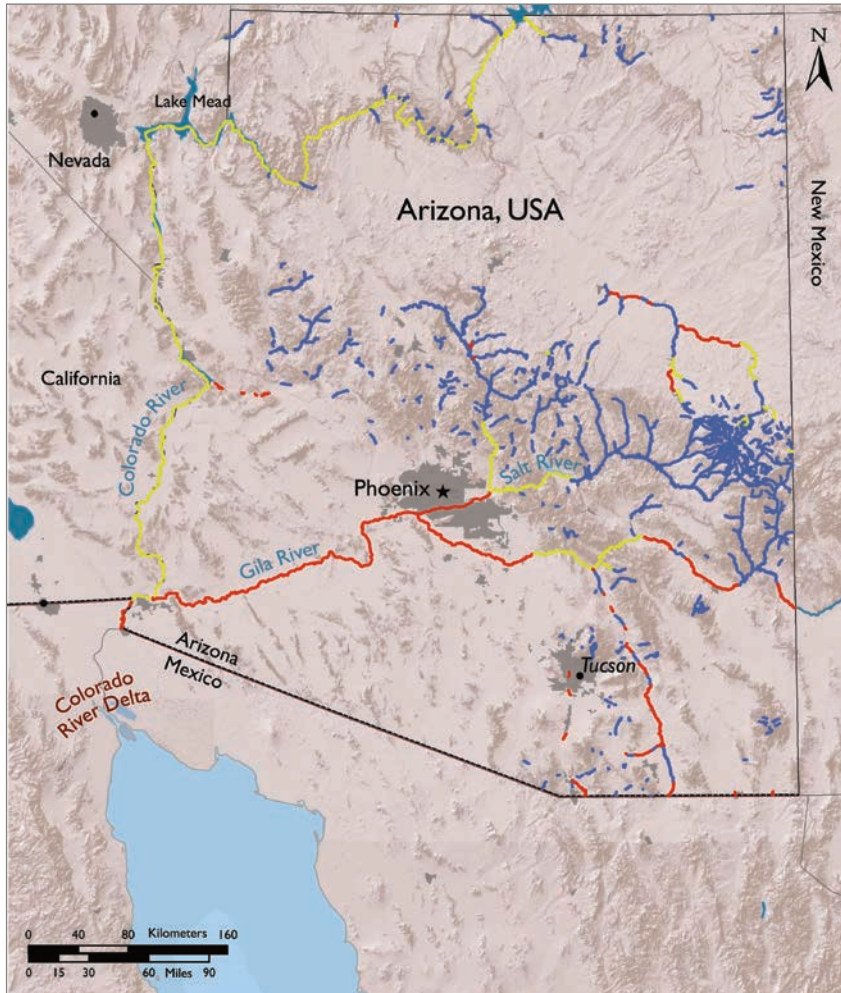 N
Lake Mead
Nevada
Arizona, USA
New Mexico
California
Colorado River
Phoenix
Salt River
Gila River
Arizona
Mexico
Tucson
Colorado
River Delta
0 40 80 Kilometers 160
0 15 30 60 Miles 90